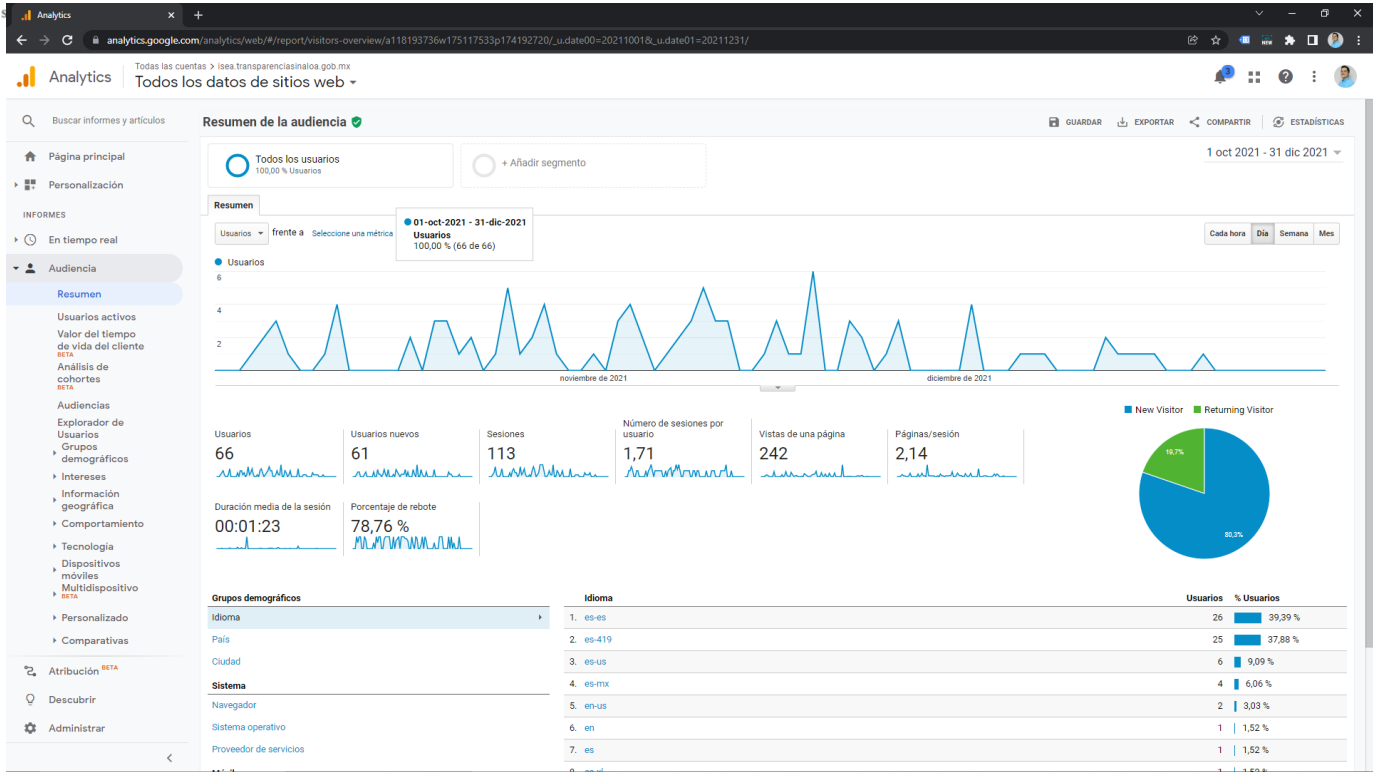 Analytics
analytics.google.com/analytics/web/#/report/visitors-overview/a118193736w175117533p174192720/_u.date00=20211001&_u.date01=20211231/
NEW
Analytics
Todas las cuentas > isea.transparenciasinaloa.gob.mx
Todos los datos de sitios web
3
Buscar informes y artículos
Página principal
Personalización
INFORMES
En tiempo real
Audiencia
Resumen
Usuarios activos
Valor del tiempo
de vida del cliente
BETA
Análisis de
cohortes
BETA
Audiencias
Explorador de
Usuarios
Grupos
demográficos
Intereses
Información
geográfica
Comportamiento
Tecnología
Dispositivos
móviles
Multidispositivo
BETA
Personalizado
Comparativas
Atribución BETA
Descubrir
Administrar
Resumen de la audiencia
GUARDAR
EXPORTAR
COMPARTIR
ESTADÍSTICAS
Todos los usuarios
100,00 % Usuarios
+ Añadir segmento
1 oct 2021 - 31 dic 2021
Resumen
Usuarios
frente a
Seleccione una métrica
01-oct-2021 - 31-dic-2021
Usuarios
100,00 % (66 de 66)
Cada hora
Día
Semana
Mes
Usuarios
6
4
2
noviembre de 2021
diciembre de 2021
New Visitor
Returning Visitor
19,7%
80,3%
Usuarios
66
Usuarios nuevos
61
Sesiones
113
Número de sesiones por
usuario
1,71
Vistas de una página
242
Páginas/sesión
2,14
Duración media de la sesión
00:01:23
Porcentaje de rebote
78,76 %
Grupos demográficos
Idioma
País
Ciudad
Sistema
Navegador
Sistema operativo
Proveedor de servicios
Idioma Usuarios % Usuarios
1. es-es 26 39,39 %
2. es-419 25 37,88 %
3. es-us 6 9,09 %
4. es-mx 4 6,06 %
5. en-us 2 3,03 %
6. en 1 1,52 %
7. es 1 1,52 %